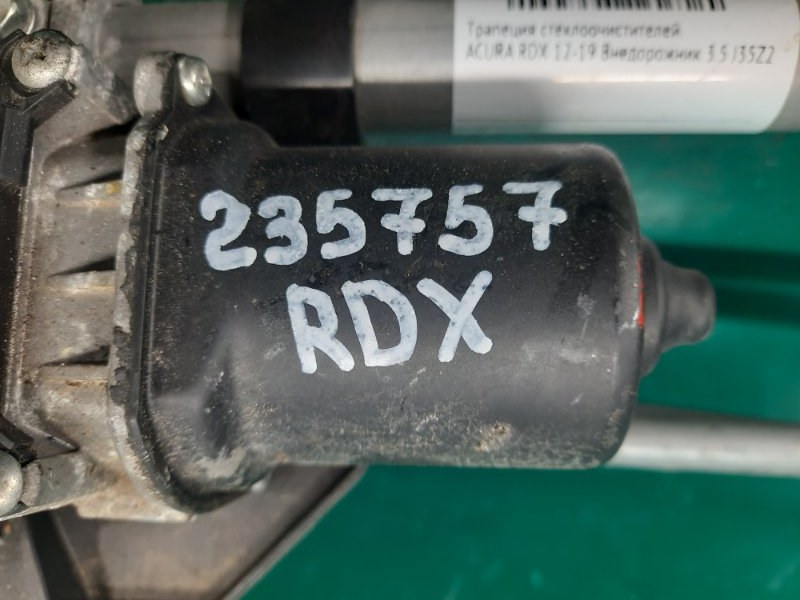 Трапеция стеклоочистителей
ACURA RDX 12-19 Внедорожник 3.5 J35Z2
235757
RDX